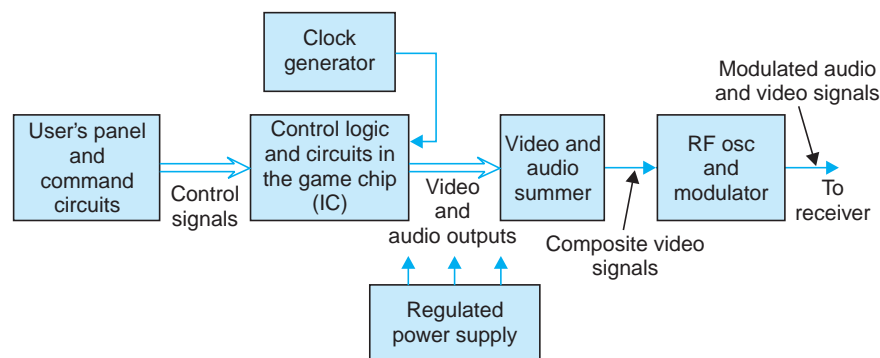 Clock
generator
Modulated audio
and video signals
User's panel
and
command
circuits
Control
signals
Control logic
and circuits in
the game chip
(IC)
Video
and
audio outputs
Video and
audio
summer
Composite video
signals
RF osc
and
modulator
To
receiver
Regulated
power supply